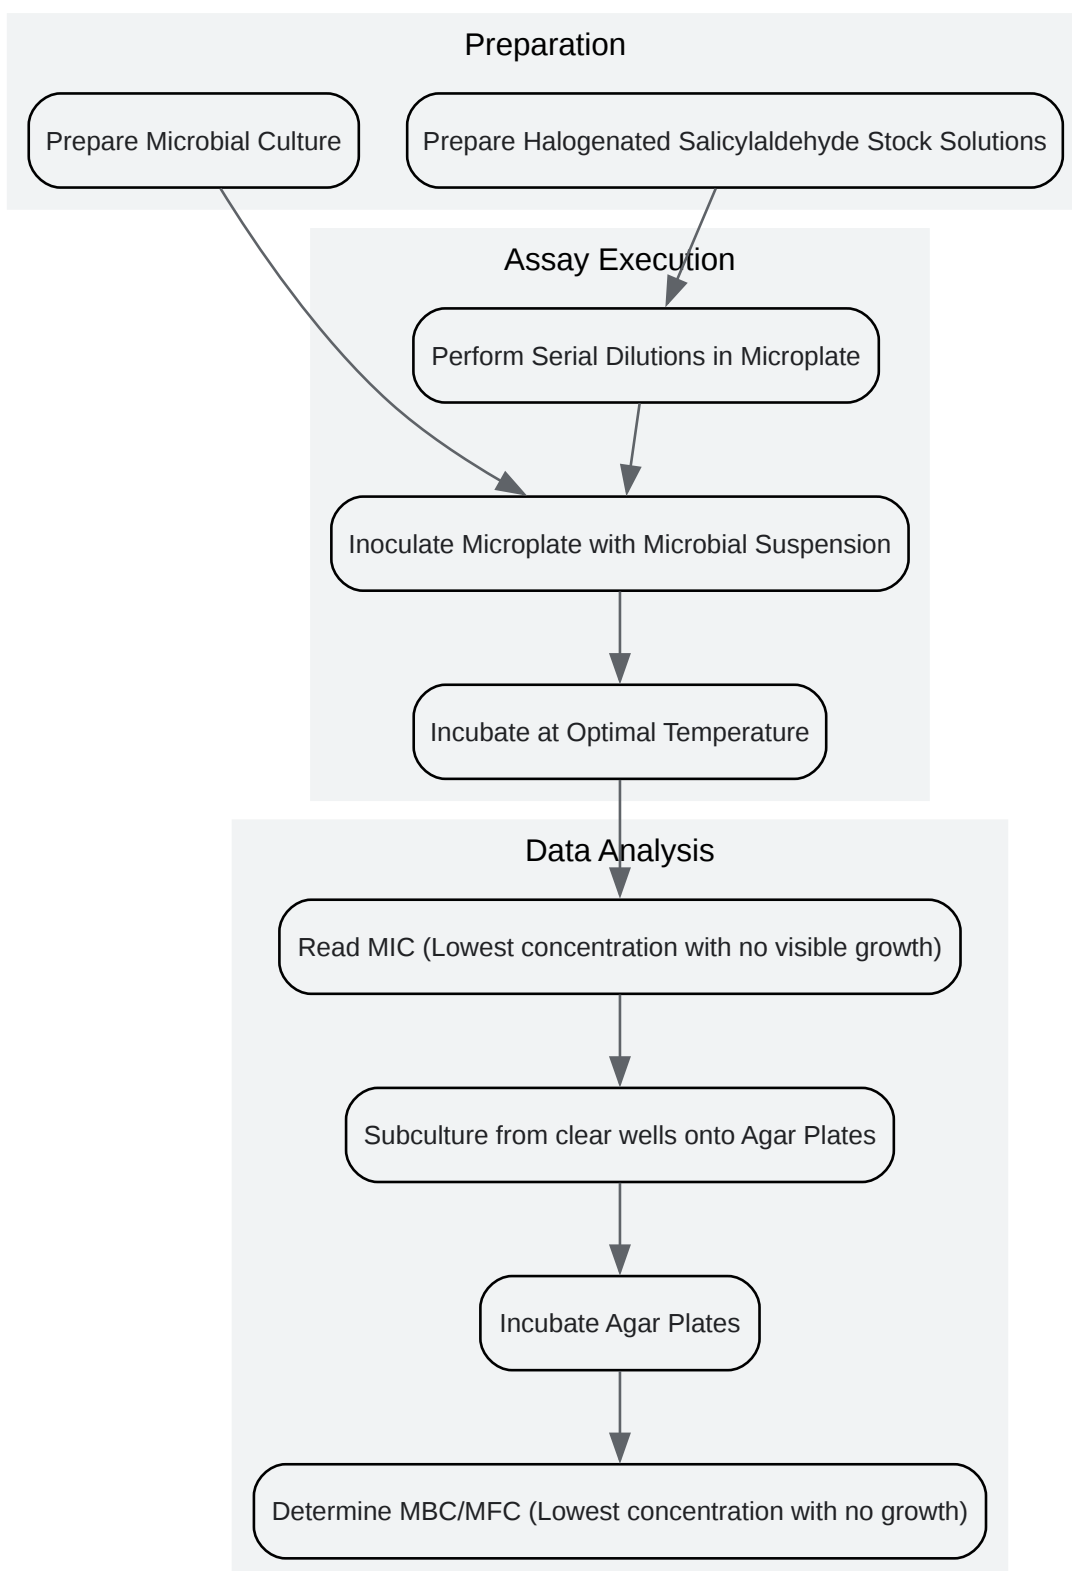 Preparation
Prepare Microbial Culture
Prepare Halogenated Salicylaldehyde Stock Solutions
Assay Execution
Perform Serial Dilutions in Microplate
Inoculate Microplate with Microbial Suspension
Incubate at Optimal Temperature
Data Analysis
Read MIC (Lowest concentration with no visible growth)
Subculture from clear wells onto Agar Plates
Incubate Agar Plates
Determine MBC/MFC (Lowest concentration with no growth)